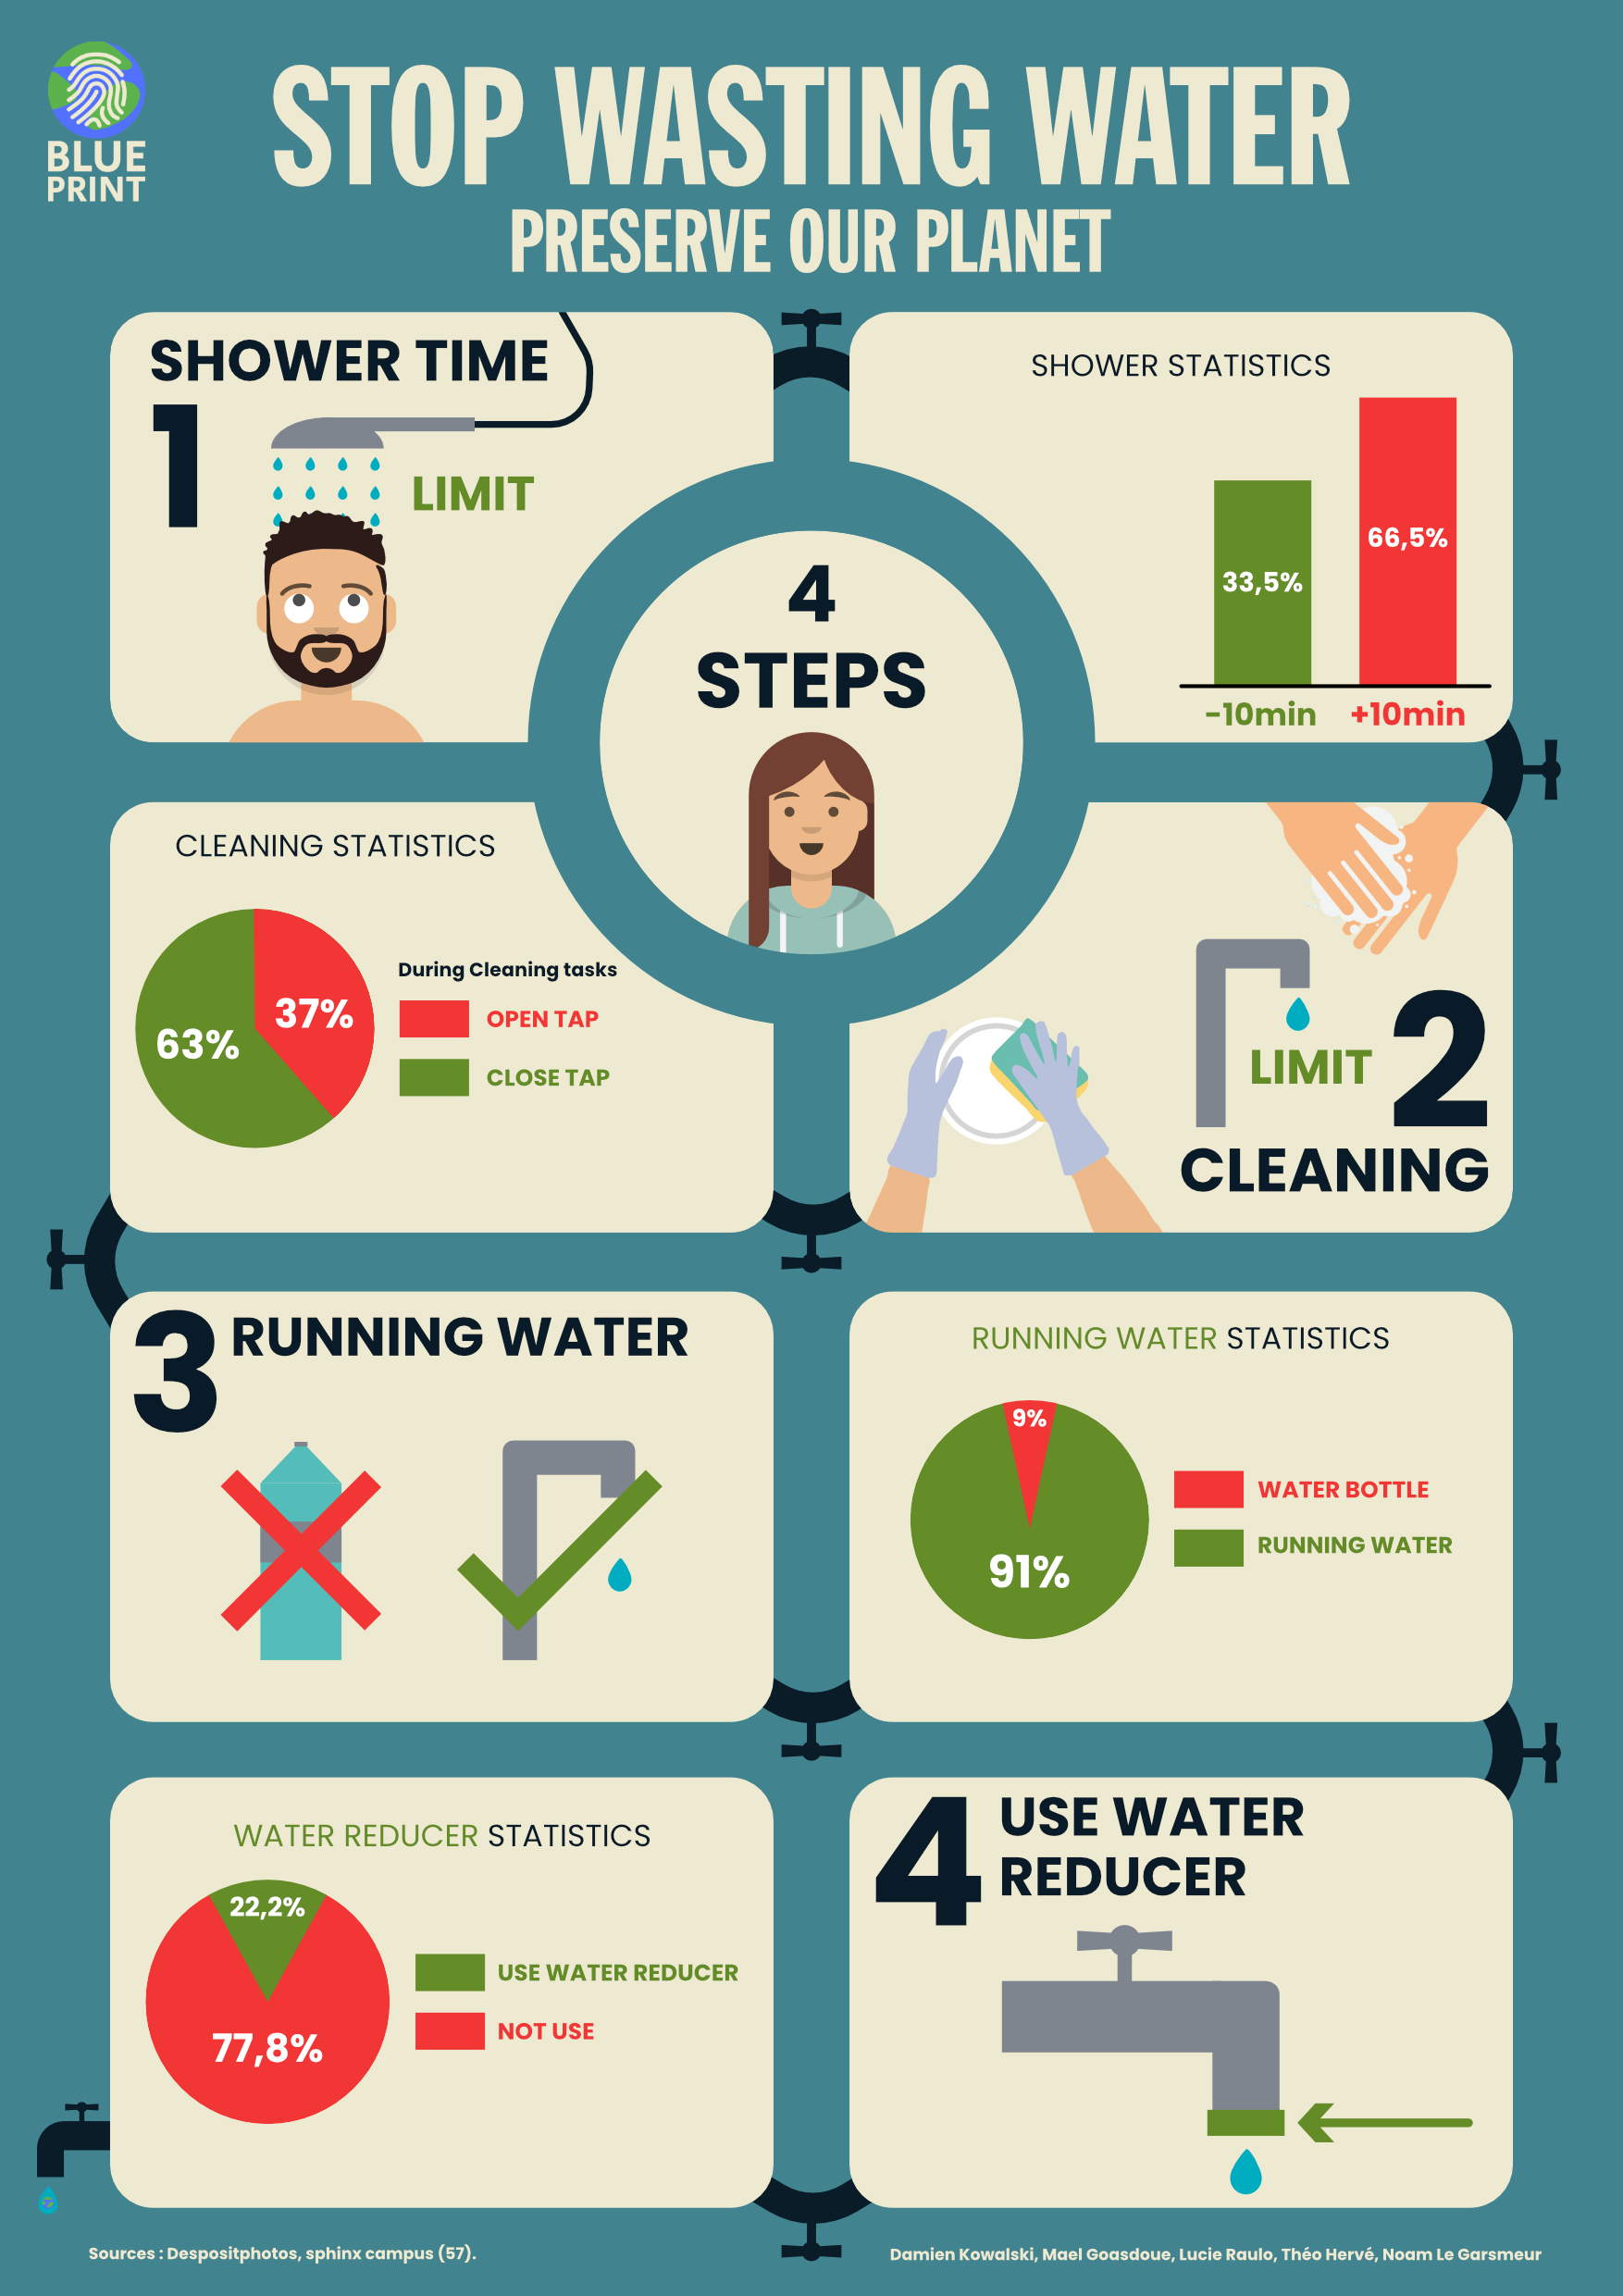 BLUE
PRINT
STOP WASTING WATER
PRESERVE OUR PLANET
SHOWER TIME
1
LIMIT
SHOWER STATISTICS
33,5%
66,5%
-10min
+10min
4
STEPS
CLEANING STATISTICS
37%
63%
During Cleaning tasks
OPEN TAP
CLOSE TAP
LIMIT
2
CLEANING
3
RUNNING WATER
RUNNING WATER STATISTICS
9%
91%
WATER BOTTLE
RUNNING WATER
WATER REDUCER STATISTICS
22,2%
77,8%
USE WATER REDUCER
NOT USE
4
USE WATER
REDUCER
Sources : Despositphotos, sphinx campus (57).
Damien Kowalski, Mael Goasdoue, Lucie Raulo, Théo Hervé, Noam Le Garsmeur